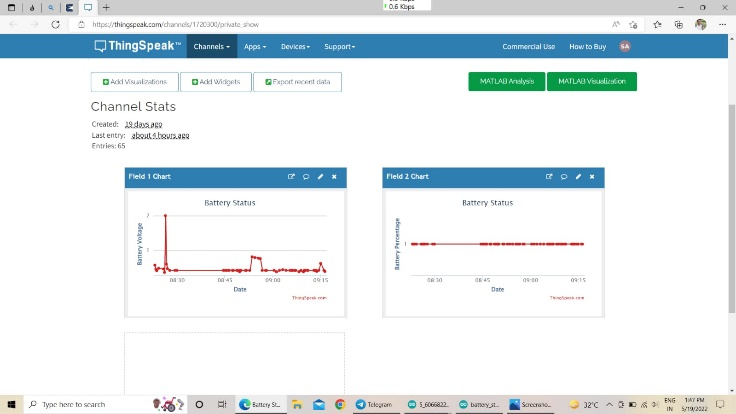 0.6 Kbps
https://thingspeak.com/channels/1720300/private_show
ThingSpeak™ Channels Apps Devices Support Commercial Use How to Buy SA
Add Visualizations Add Widgets Export recent data MATLAB Analysis MATLAB Visualization
Channel Stats
Created: 19 days ago
Last entry: about 4 hours ago
Entries: 65
Field 1 Chart
Battery Status
Battery Voltage
2
1
08:30 08:45 09:00 09:15
Date
ThingSpeak.com
Field 2 Chart
Battery Status
Battery Percentage
1
08:30 08:45 09:00 09:15
Date
ThingSpeak.com
Type here to search
Battery St...
Telegram
5_6066822...
battery_st...
Screensho...
32°C
ENG
IN
1:47 PM
5/19/2022